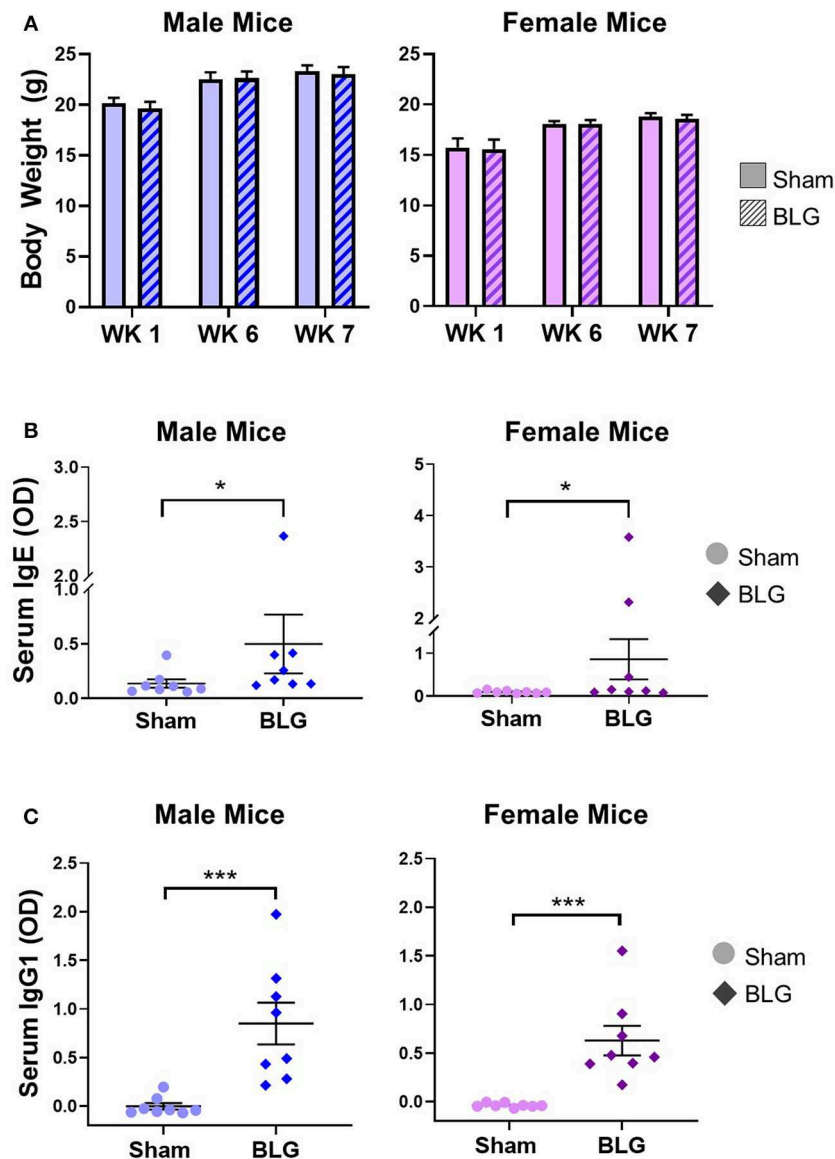 A
Male Mice
Female Mice
Body Weight (g)
25
20
15
10
5
0
WK 1
WK 6
WK 7
25
20
15
10
5
0
WK 1
WK 6
WK 7
Sham
BLG
B
Male Mice
Female Mice
Serum IgE (OD)
3.0
2.5
2.0
1.0
0.5
0.0
*
Sham
BLG
5
4
3
2
1
0
*
Sham
BLG
Sham
BLG
C
Male Mice
Female Mice
Serum IgG1 (OD)
2.5
2.0
1.5
1.0
0.5
0.0
***
Sham
BLG
2.5
2.0
1.5
1.0
0.5
0.0
***
Sham
BLG
Sham
BLG